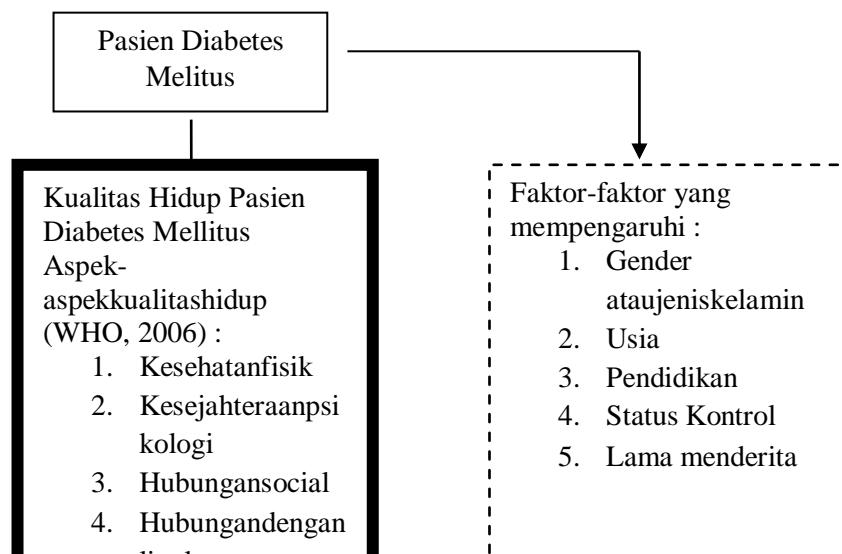 Pasien Diabetes
Melitus
Kualitas Hidup Pasien
Diabetes Mellitus
Aspek-
aspekkualitashidup
(WHO, 2006) :
1. Kesehatanfisik
2. Kesejahteraanpsi
kologi
3. Hubungansocial
4. Hubungandengan
Faktor-faktor yang
mempengaruhi :
1. Gender
ataujeniskelamin
2. Usia
3. Pendidikan
4. Status Kontrol
5. Lama menderita